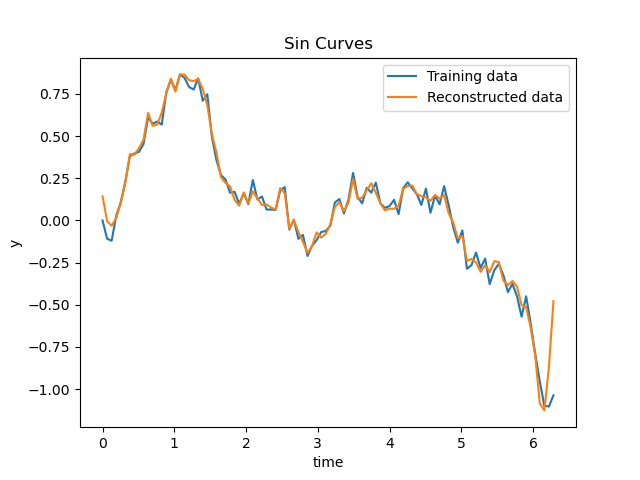 Sin Curves
Training data
Reconstructed data
0.75
0.50
0.25
0.00
−0.25
−0.50
−0.75
−1.00
y
0 1 2 3 4 5 6
time